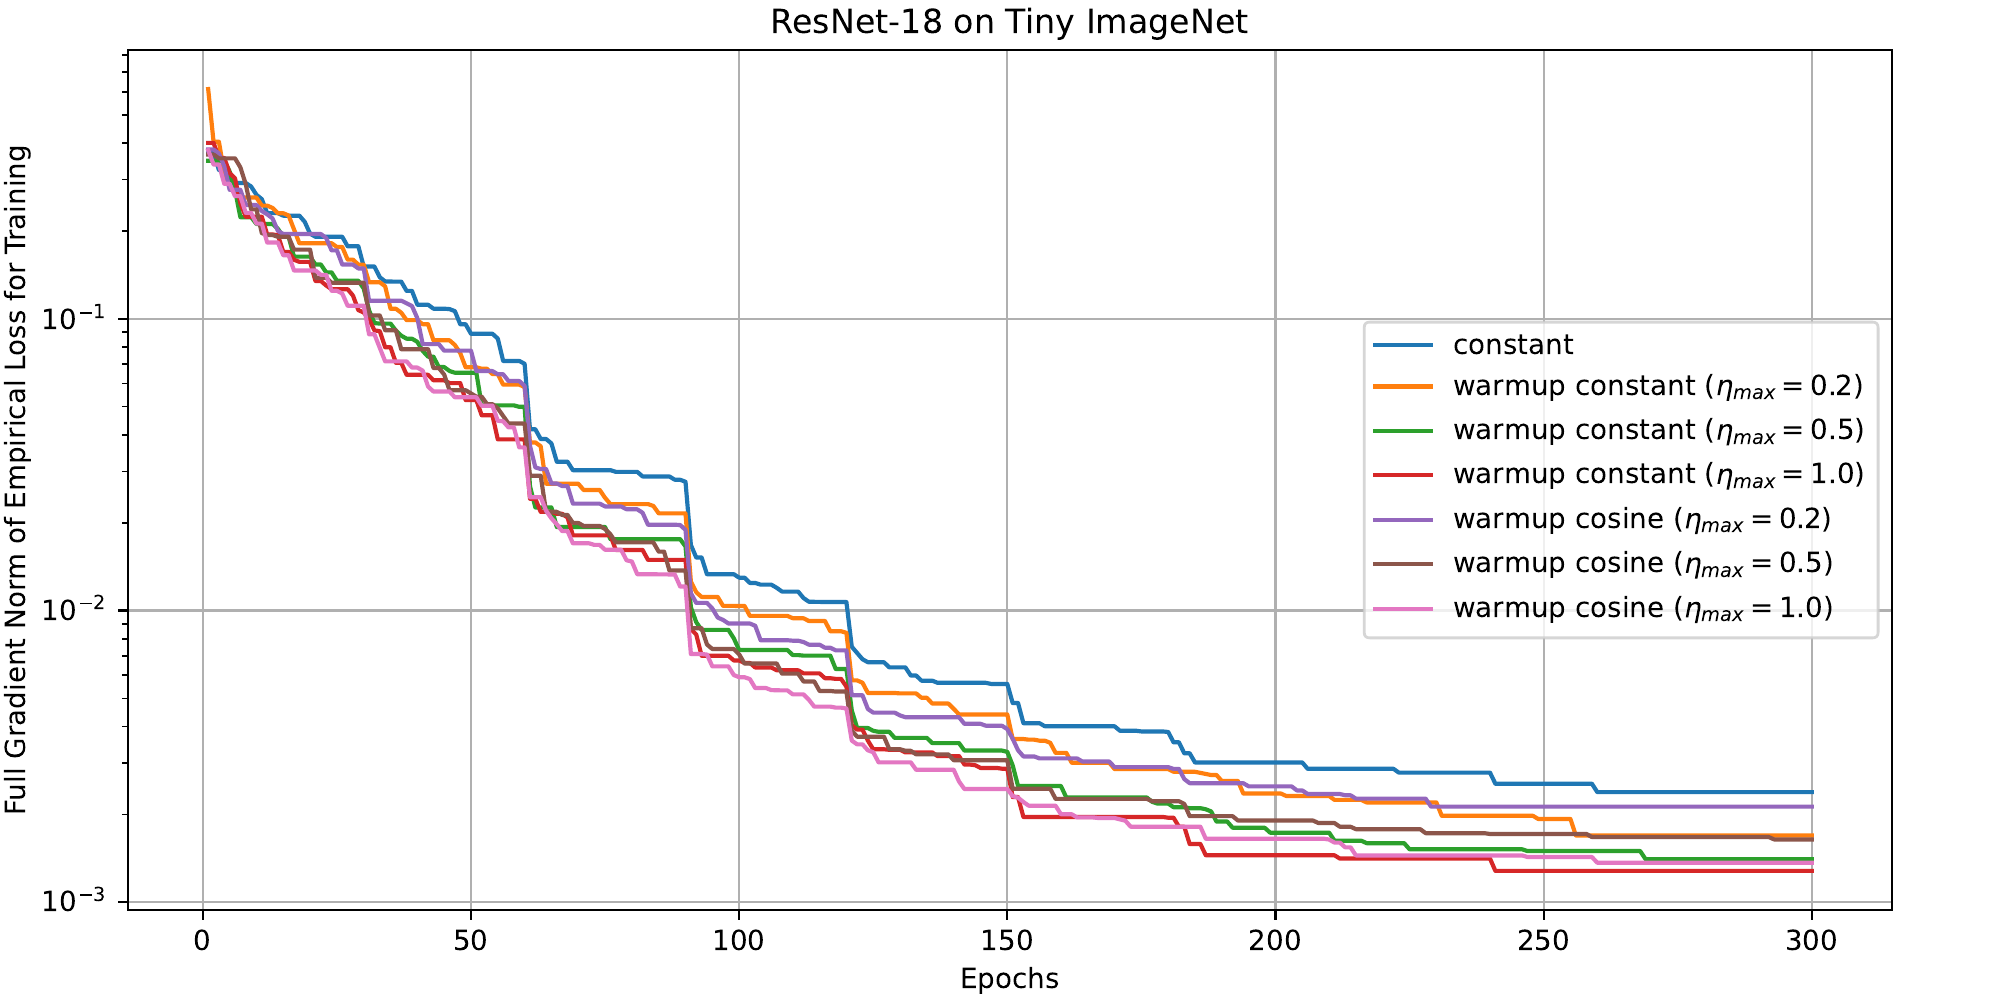 ResNet-18 on Tiny ImageNet
Full Gradient Norm of Empirical Loss for Training
10⁻¹
10⁻²
10⁻³
constant
warmup constant (η_max = 0.2)
warmup constant (η_max = 0.5)
warmup constant (η_max = 1.0)
warmup cosine (η_max = 0.2)
warmup cosine (η_max = 0.5)
warmup cosine (η_max = 1.0)
0 50 100 150 200 250 300
Epochs